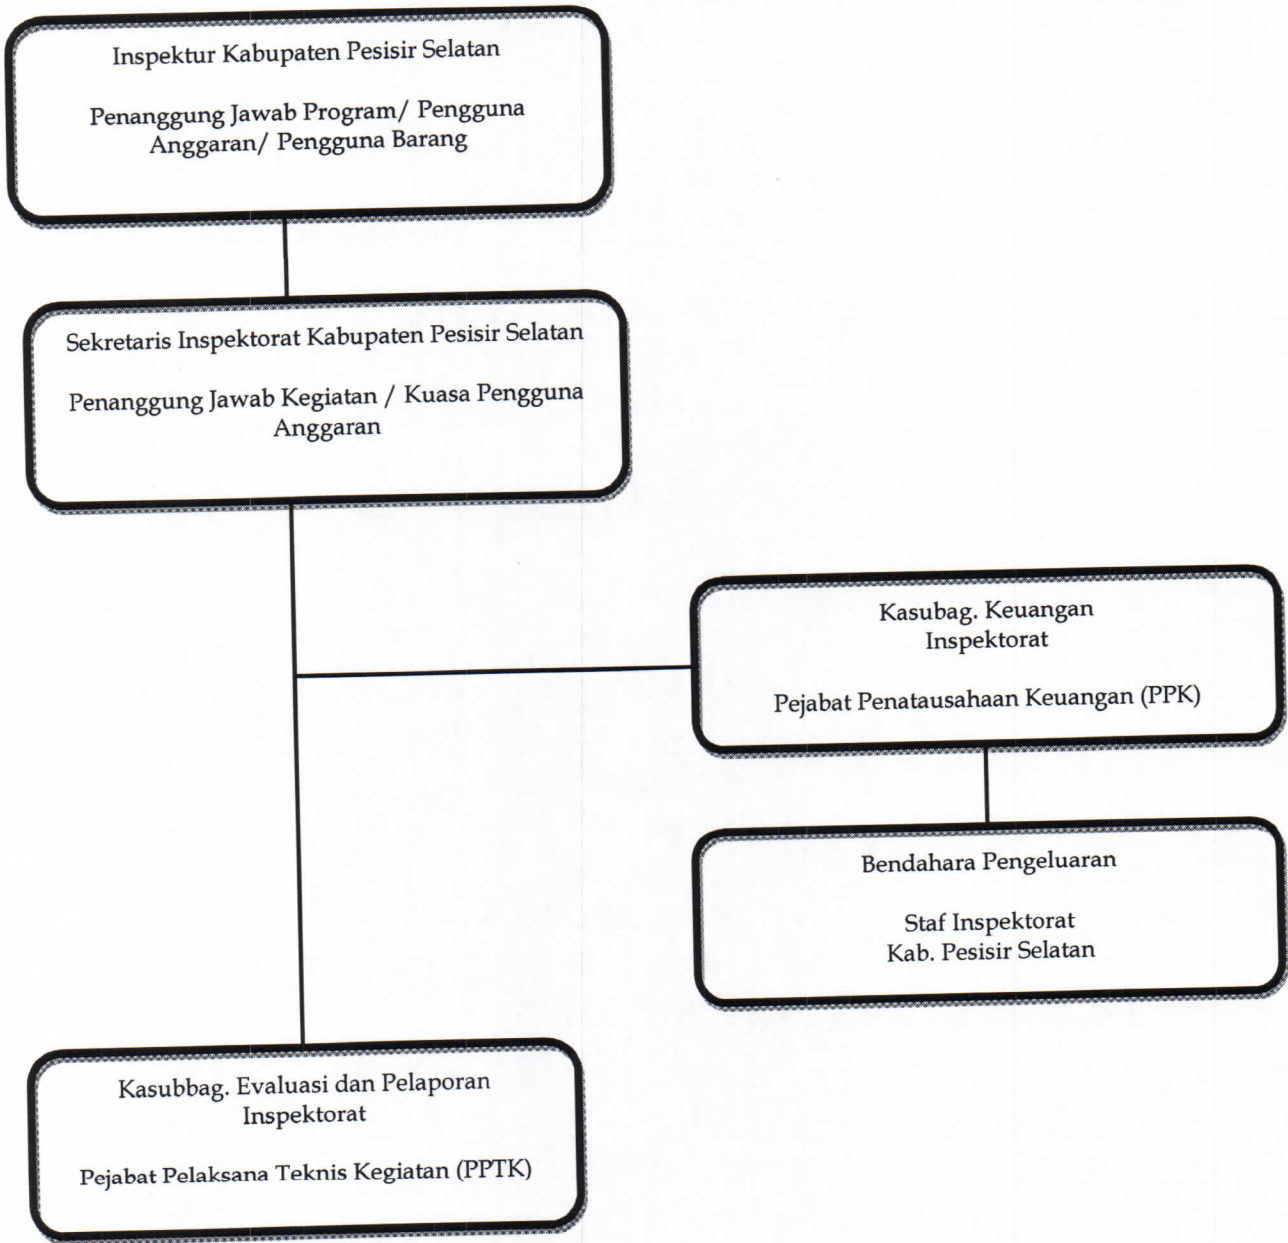 Inspektur Kabupaten Pesisir Selatan
Penanggung Jawab Program/ Pengguna
Anggaran/ Pengguna Barang
Sekretaris Inspektorat Kabupaten Pesisir Selatan
Penanggung Jawab Kegiatan / Kuasa Pengguna
Anggaran
Kasubag. Keuangan
Inspektorat
Pejabat Penatausahaan Keuangan (PPK)
Bendahara Pengeluaran
Staf Inspektorat
Kab. Pesisir Selatan
Kasubbag. Evaluasi dan Pelaporan
Inspektorat
Pejabat Pelaksana Teknis Kegiatan (PPTK)